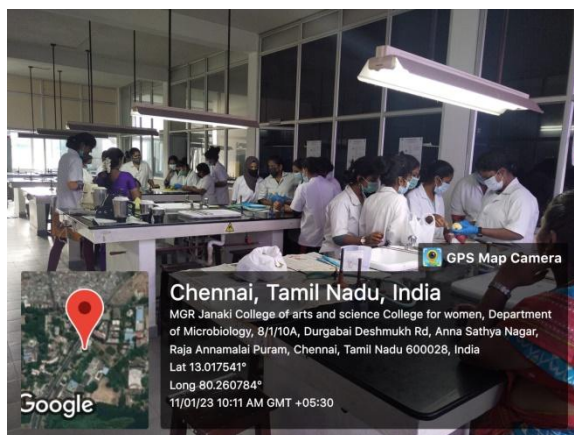 GPS Map Camera
Chennai, Tamil Nadu, India
MGR Janaki College of arts and science College for women, Department
of Microbiology, 8/1/10A, Durgabai Deshmukh Rd, Anna Sathya Nagar,
Raja Annamalai Puram, Chennai, Tamil Nadu 600028, India
Lat 13.017541°
Long 80.260784°
11/01/23 10:11 AM GMT +05:30
Google